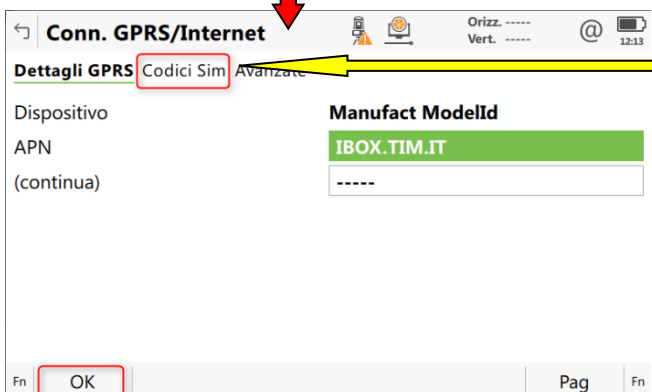 Conn. GPRS/Internet
Orizz. -----
Vert. -----
@
12:13
Dettagli GPRS Codici Sim Avanzate
Dispositivo Manufact ModelId
APN IBOX.TIM.IT
(continua) -----
Fn OK Pag Fn